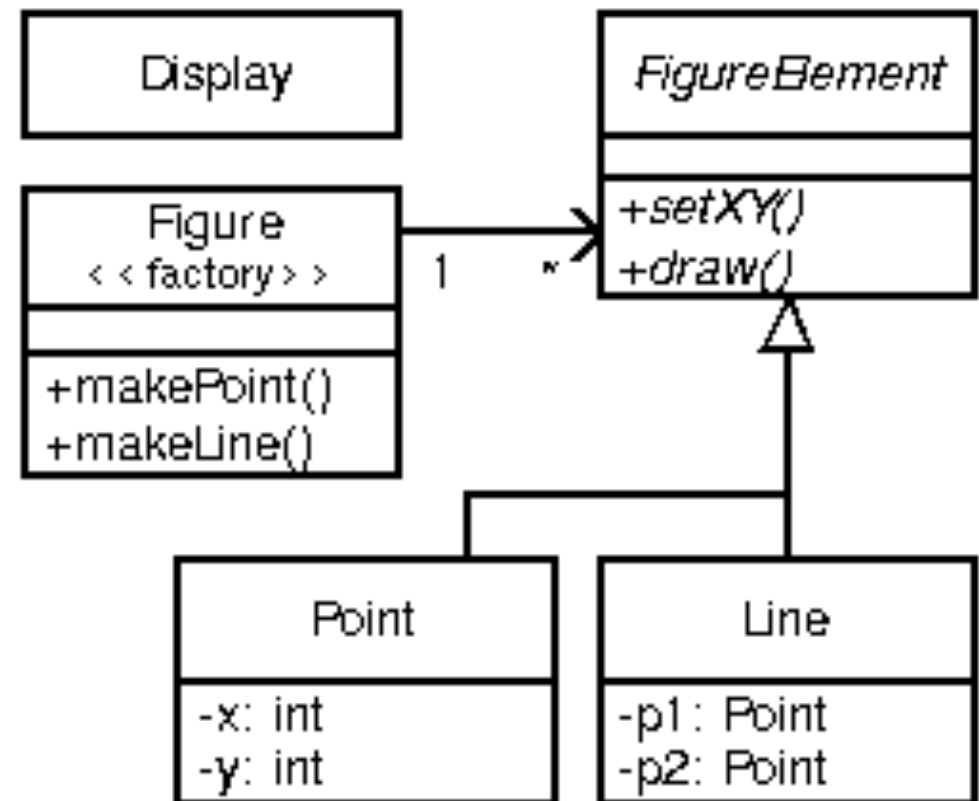 Display
FigureElement
+setXY()
+draw()
Figure
<<factory>>
1
*
+makePoint()
+makeLine()
Point
-x: int
-y: int
Line
-p1: Point
-p2: Point